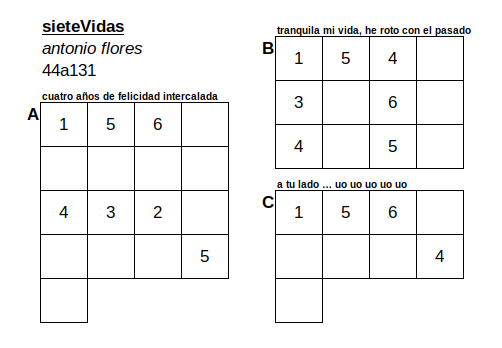 sieteVidas
antonio flores
44a131
cuatro años de felicidad intercalada
A
1 5 6
4 3 2
5
tranquila mi vida, he roto con el pasado
B
1 5 4
3 6
4 5
a tu lado ... uo uo uo uo uo
C
1 5 6
4